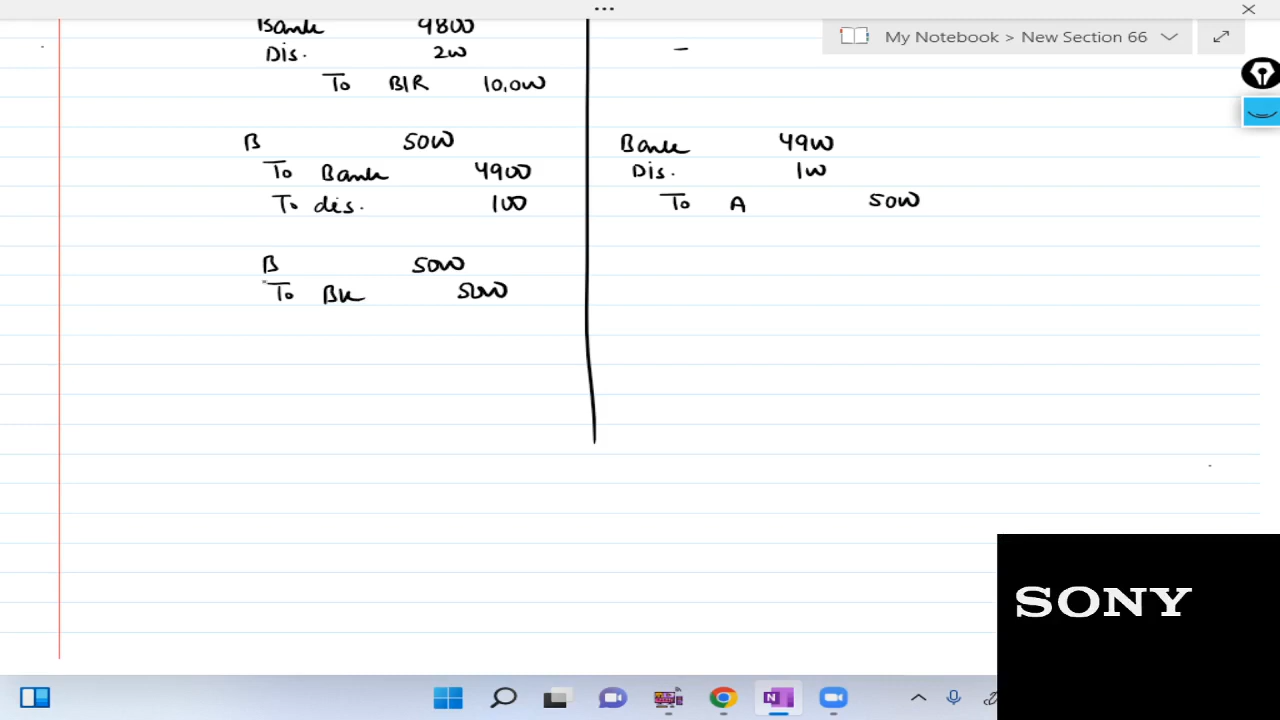 My Notebook > New Section 66
Bank 4800
Dis. 200
To B/R 10,000
B 5000
To Bank 4900
To dis. 100
Bank 4900
Dis. 100
To A 5000
B 5000
To Bk 5000
SONY